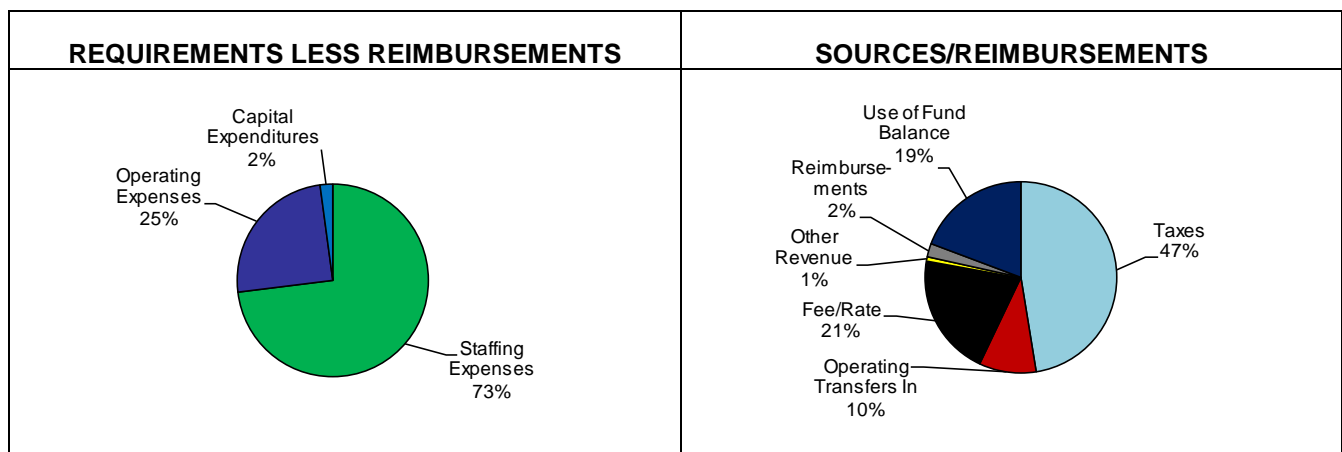 REQUIREMENTS LESS REIMBURSEMENTS
Capital
Expenditures
2%
Operating
Expenses
25%
Staffing
Expenses
73%
SOURCES/REIMBURSEMENTS
Use of Fund
Balance
19%
Reimburse-
ments
2%
Other
Revenue
1%
Fee/Rate
21%
Operating
Transfers In
10%
Taxes
47%